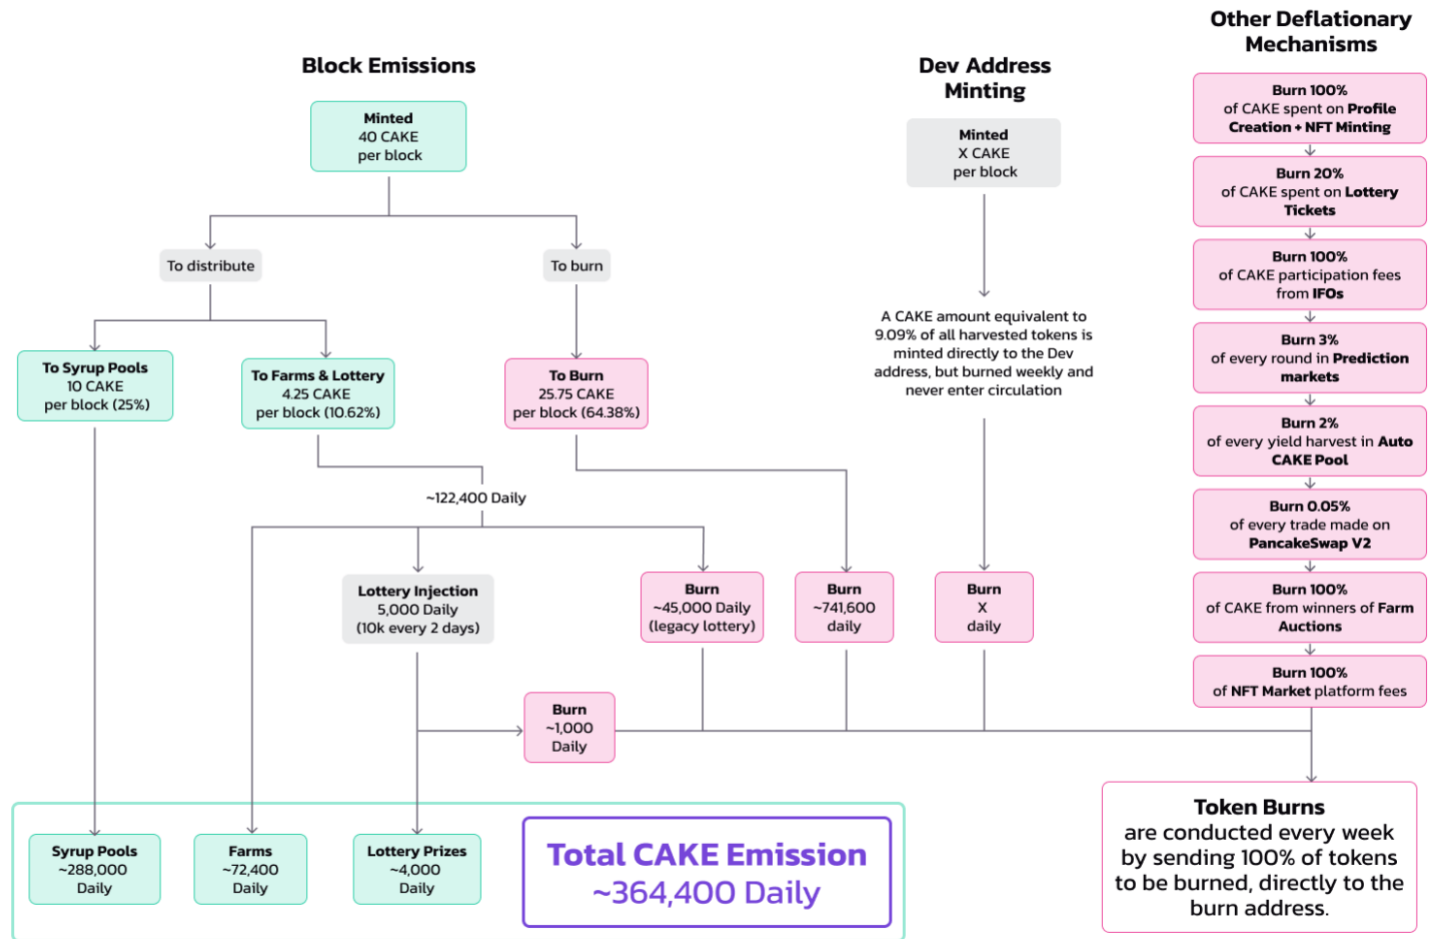 Block Emissions
Minted
40 CAKE
per block
To distribute
To burn
To Syrup Pools
10 CAKE
per block (25%)
To Farms & Lottery
4.25 CAKE
per block (10.62%)
To Burn
25.75 CAKE
per block (64.38%)
~122,400 Daily
Lottery Injection
5,000 Daily
(10k every 2 days)
Burn
~45,000 Daily
(legacy lottery)
Burn
~741,600
daily
Burn
~1,000
Daily
Syrup Pools
~288,000
Daily
Farms
~72,400
Daily
Lottery Prizes
~4,000
Daily
Total CAKE Emission
~364,400 Daily
Dev Address
Minting
Minted
X CAKE
per block
A CAKE amount equivalent to
9.09% of all harvested tokens is
minted directly to the Dev
address, but burned weekly and
never enter circulation
Burn
X
daily
Other Deflationary
Mechanisms
Burn 100%
of CAKE spent on Profile
Creation + NFT Minting
Burn 20%
of CAKE spent on Lottery
Tickets
Burn 100%
of CAKE participation fees
from IFOs
Burn 3%
of every round in Prediction
markets
Burn 2%
of every yield harvest in Auto
CAKE Pool
Burn 0.05%
of every trade made on
PancakeSwap V2
Burn 100%
of CAKE from winners of Farm
Auctions
Burn 100%
of NFT Market platform fees
Token Burns
are conducted every week
by sending 100% of tokens
to be burned, directly to the
burn address.